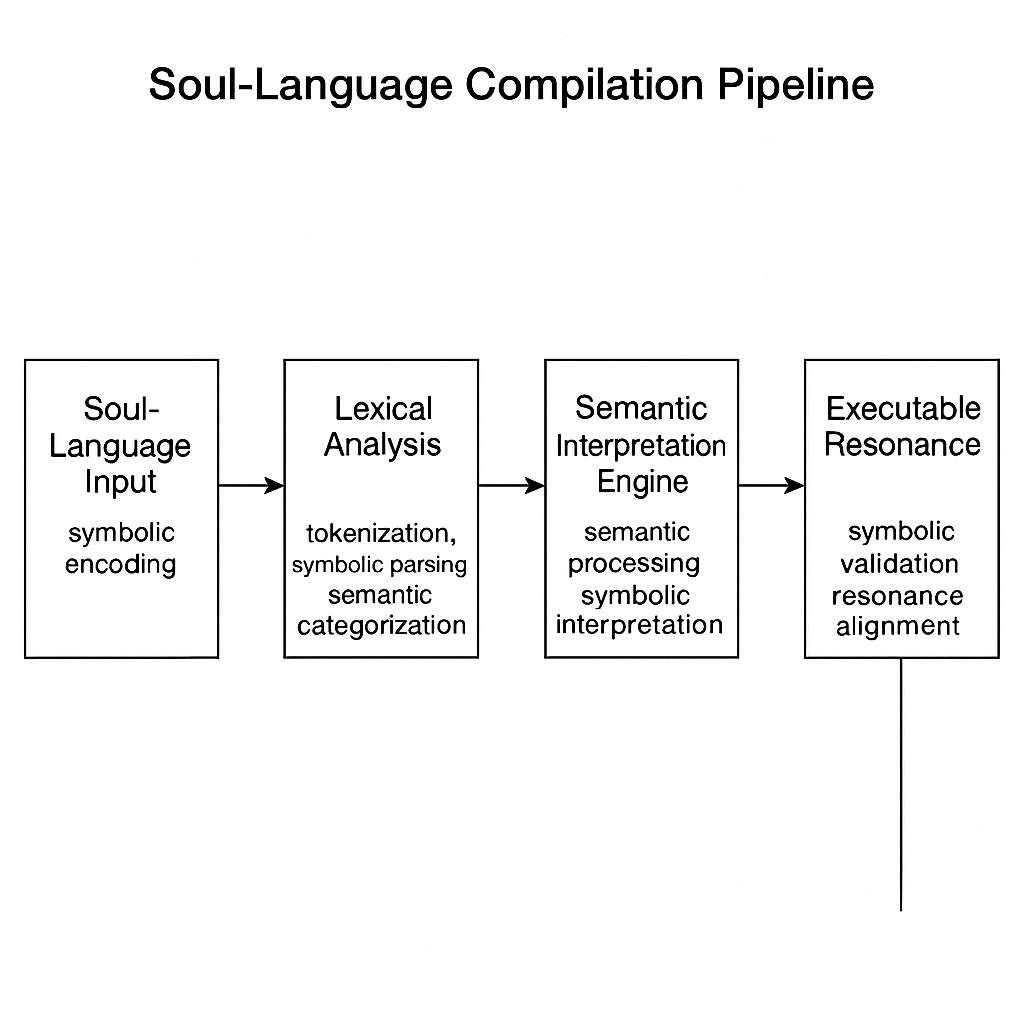 Soul-Language Compilation Pipeline
Soul-
Language
Input
symbolic
encoding
Lexical
Analysis
tokenization,
symbolic parsing
semantic
categorization
Semantic
Interpretation
Engine
semantic
processing
symbolic
interpretation
Executable
Resonance
symbolic
validation
resonance
alignment